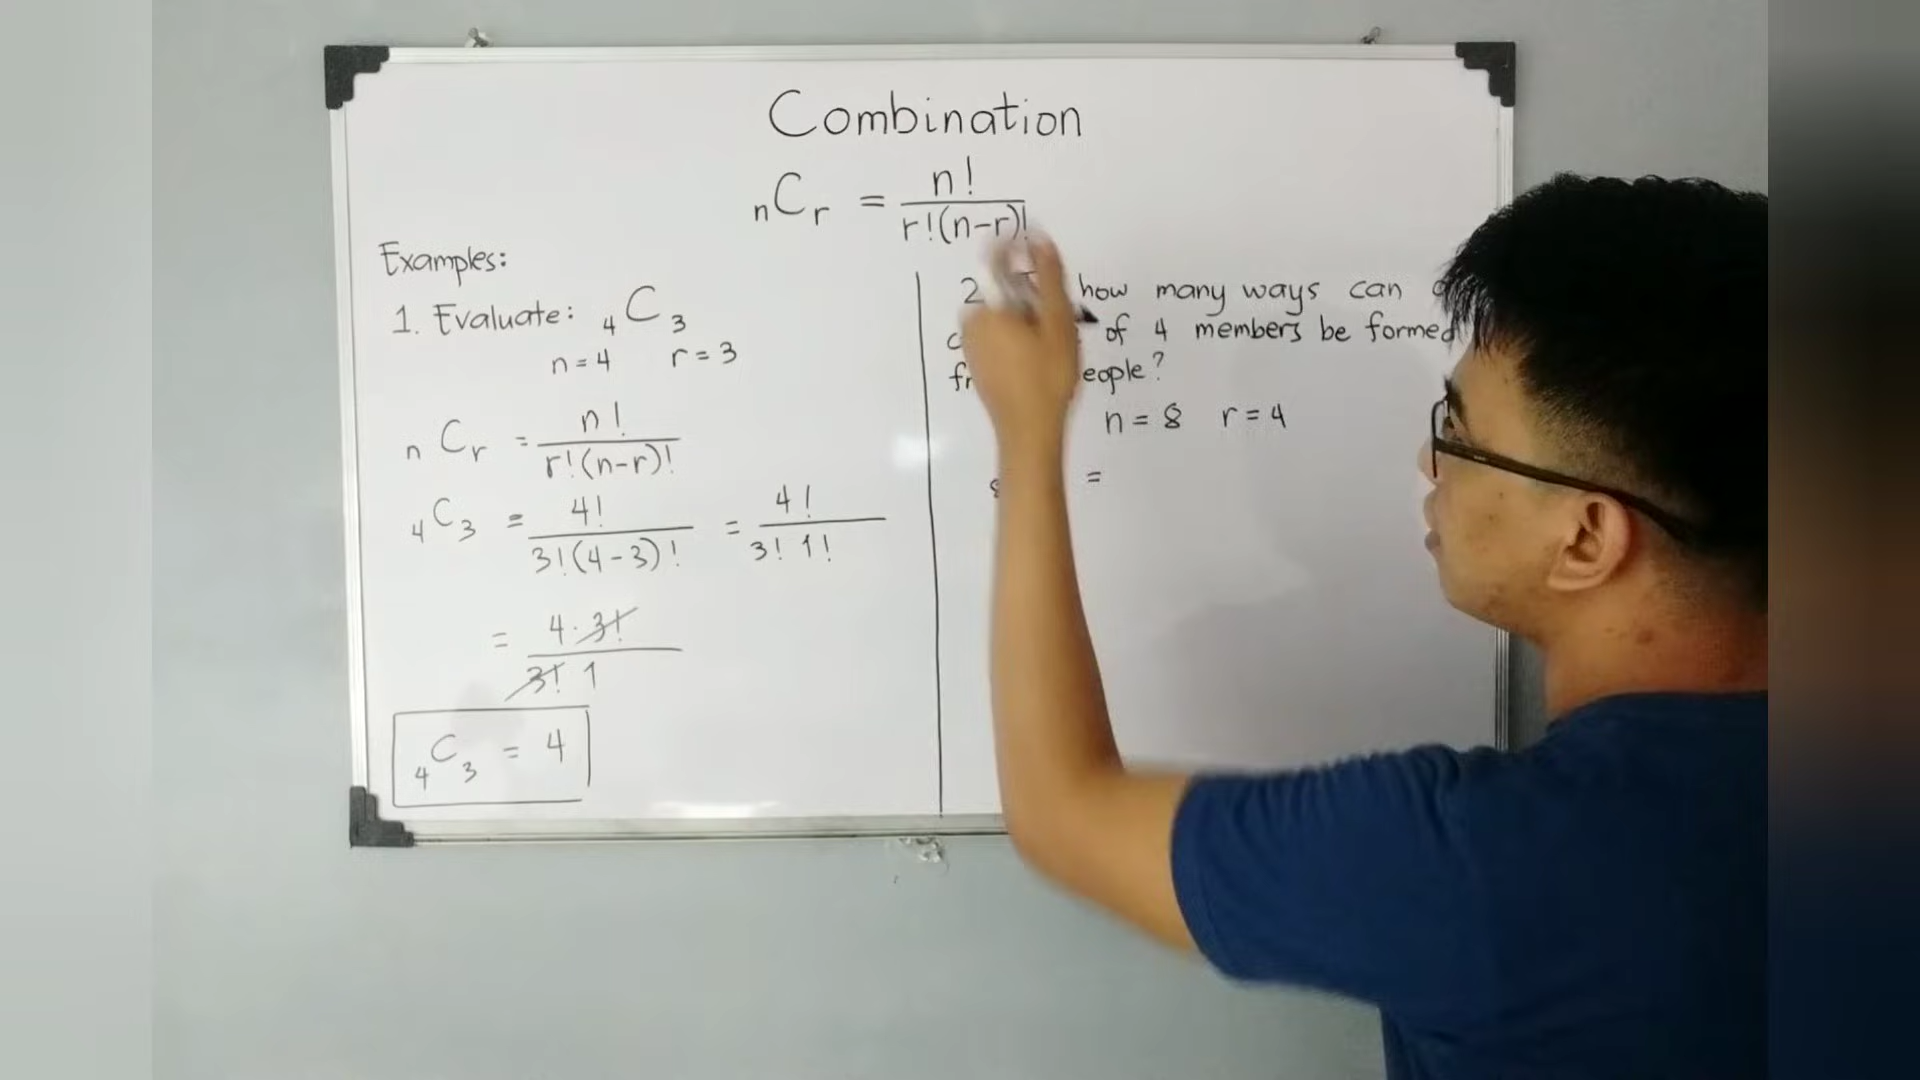 Combination
nCr = n! / r!(n-r)!
Examples:
1. Evaluate: 4C3
n=4 r=3
nCr = n! / r!(n-r)!
4C3 = 4! / 3!(4-3)! = 4! / 3! 1!
= 4·3! / 3! 1
4C3 = 4
2 how many ways can
of 4 members be formed
eople?
n=8 r=4
8 =